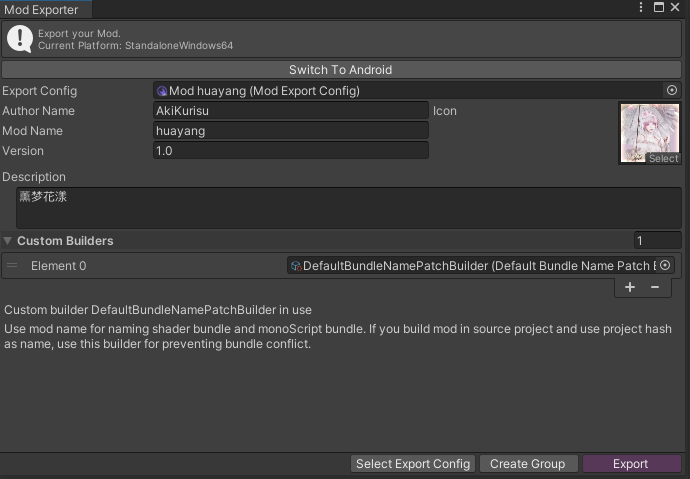 Mod Exporter
Export your Mod.
Current Platform: StandaloneWindows64
Switch To Android
Export Config Mod huayang (Mod Export Config)
Author Name AkiKurisu Icon
Mod Name huayang
Version 1.0
Select
Description
薰梦花漾
Custom Builders 1
Element 0 DefaultBundleNamePatchBuilder (Default Bundle Name Patch
Custom builder DefaultBundleNamePatchBuilder in use
Use mod name for naming shader bundle and monoScript bundle. If you build mod in source project and use project hash
as name, use this builder for preventing bundle conflict.
Select Export Config Create Group Export